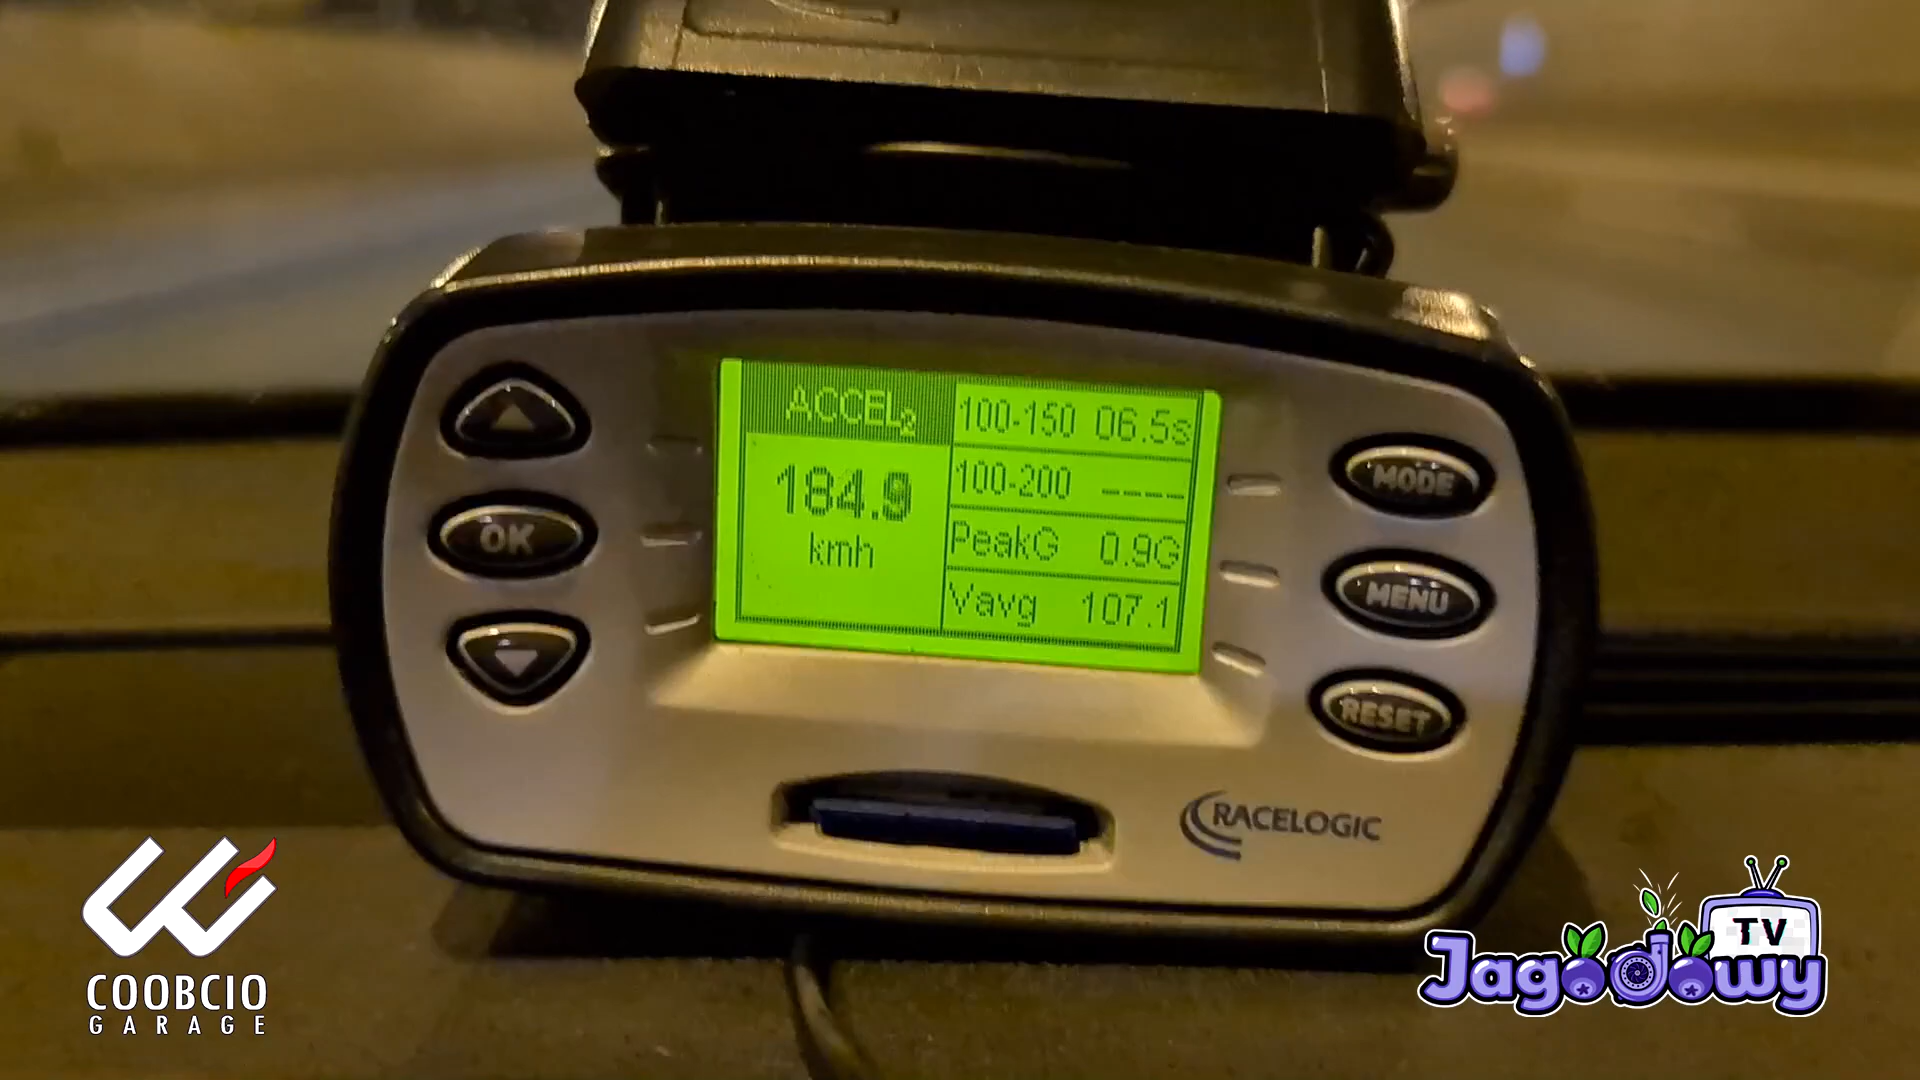 ACCEL2
184.9
kmh
100-150 06.5s
100-200 ----
PeakG 0.9G
Vavg 107.1
OK
MODE
MENU
RESET
RACELOGIC
COOBCIO
GARAGE
Jagodowy
TV